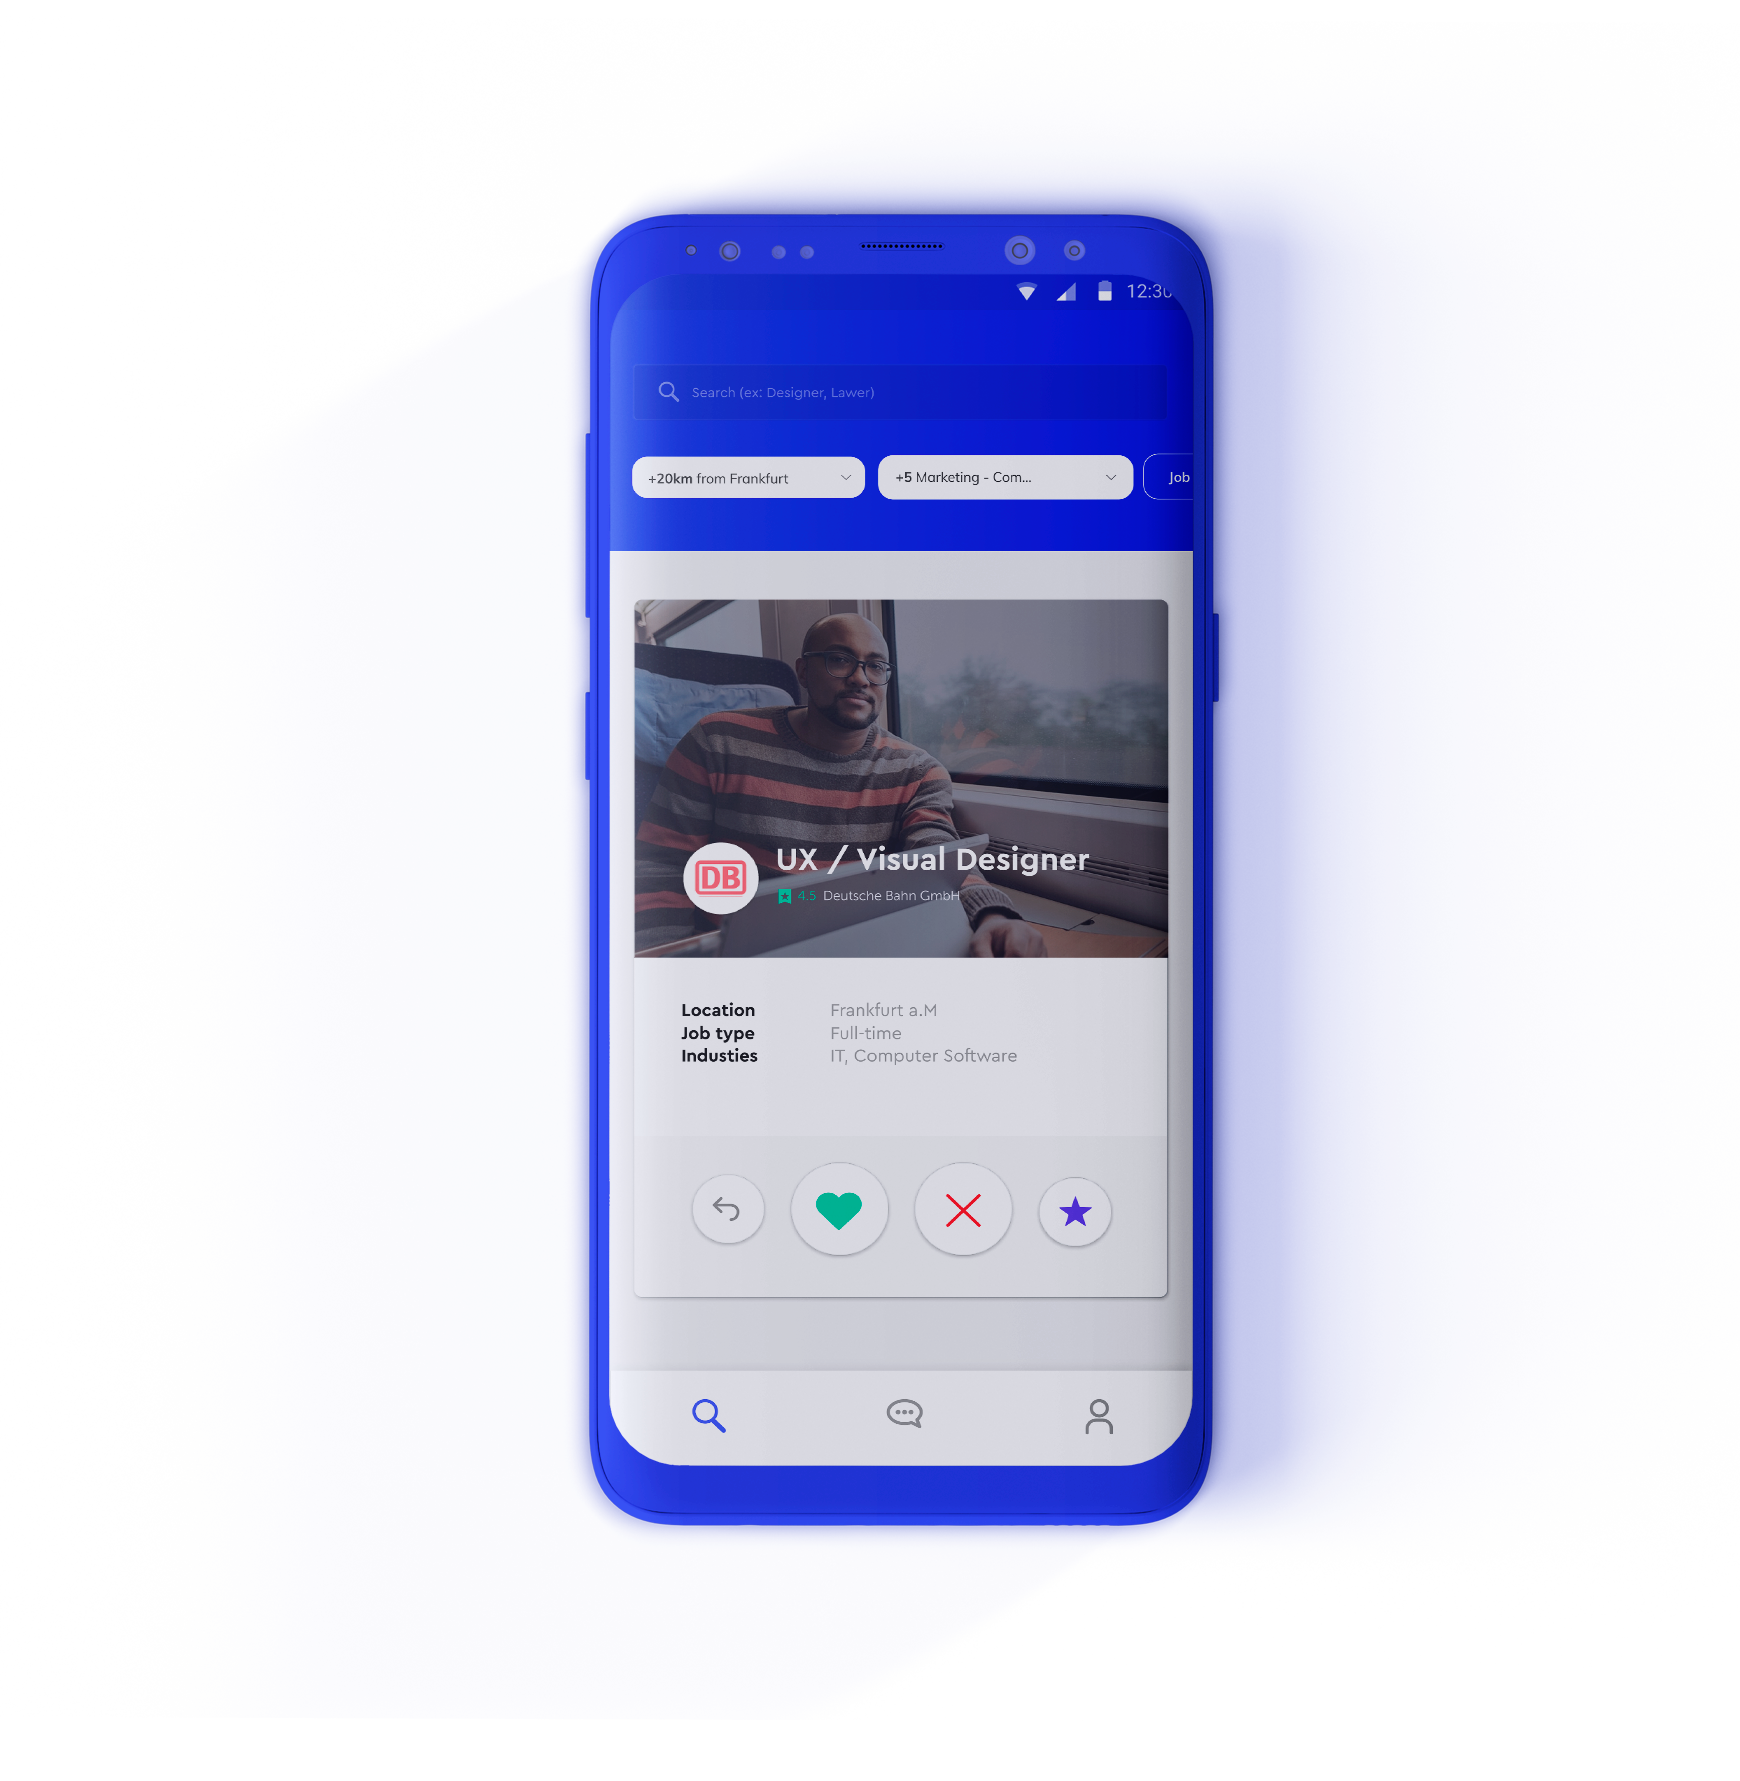 12:30
Search (ex: Designer, Lawer)
+20km from Frankfurt
+5 Marketing - Com...
Job
UX / Visual Designer
DB
4.5 Deutsche Bahn GmbH
Location Frankfurt a.M
Job type Full-time
Industies IT, Computer Software